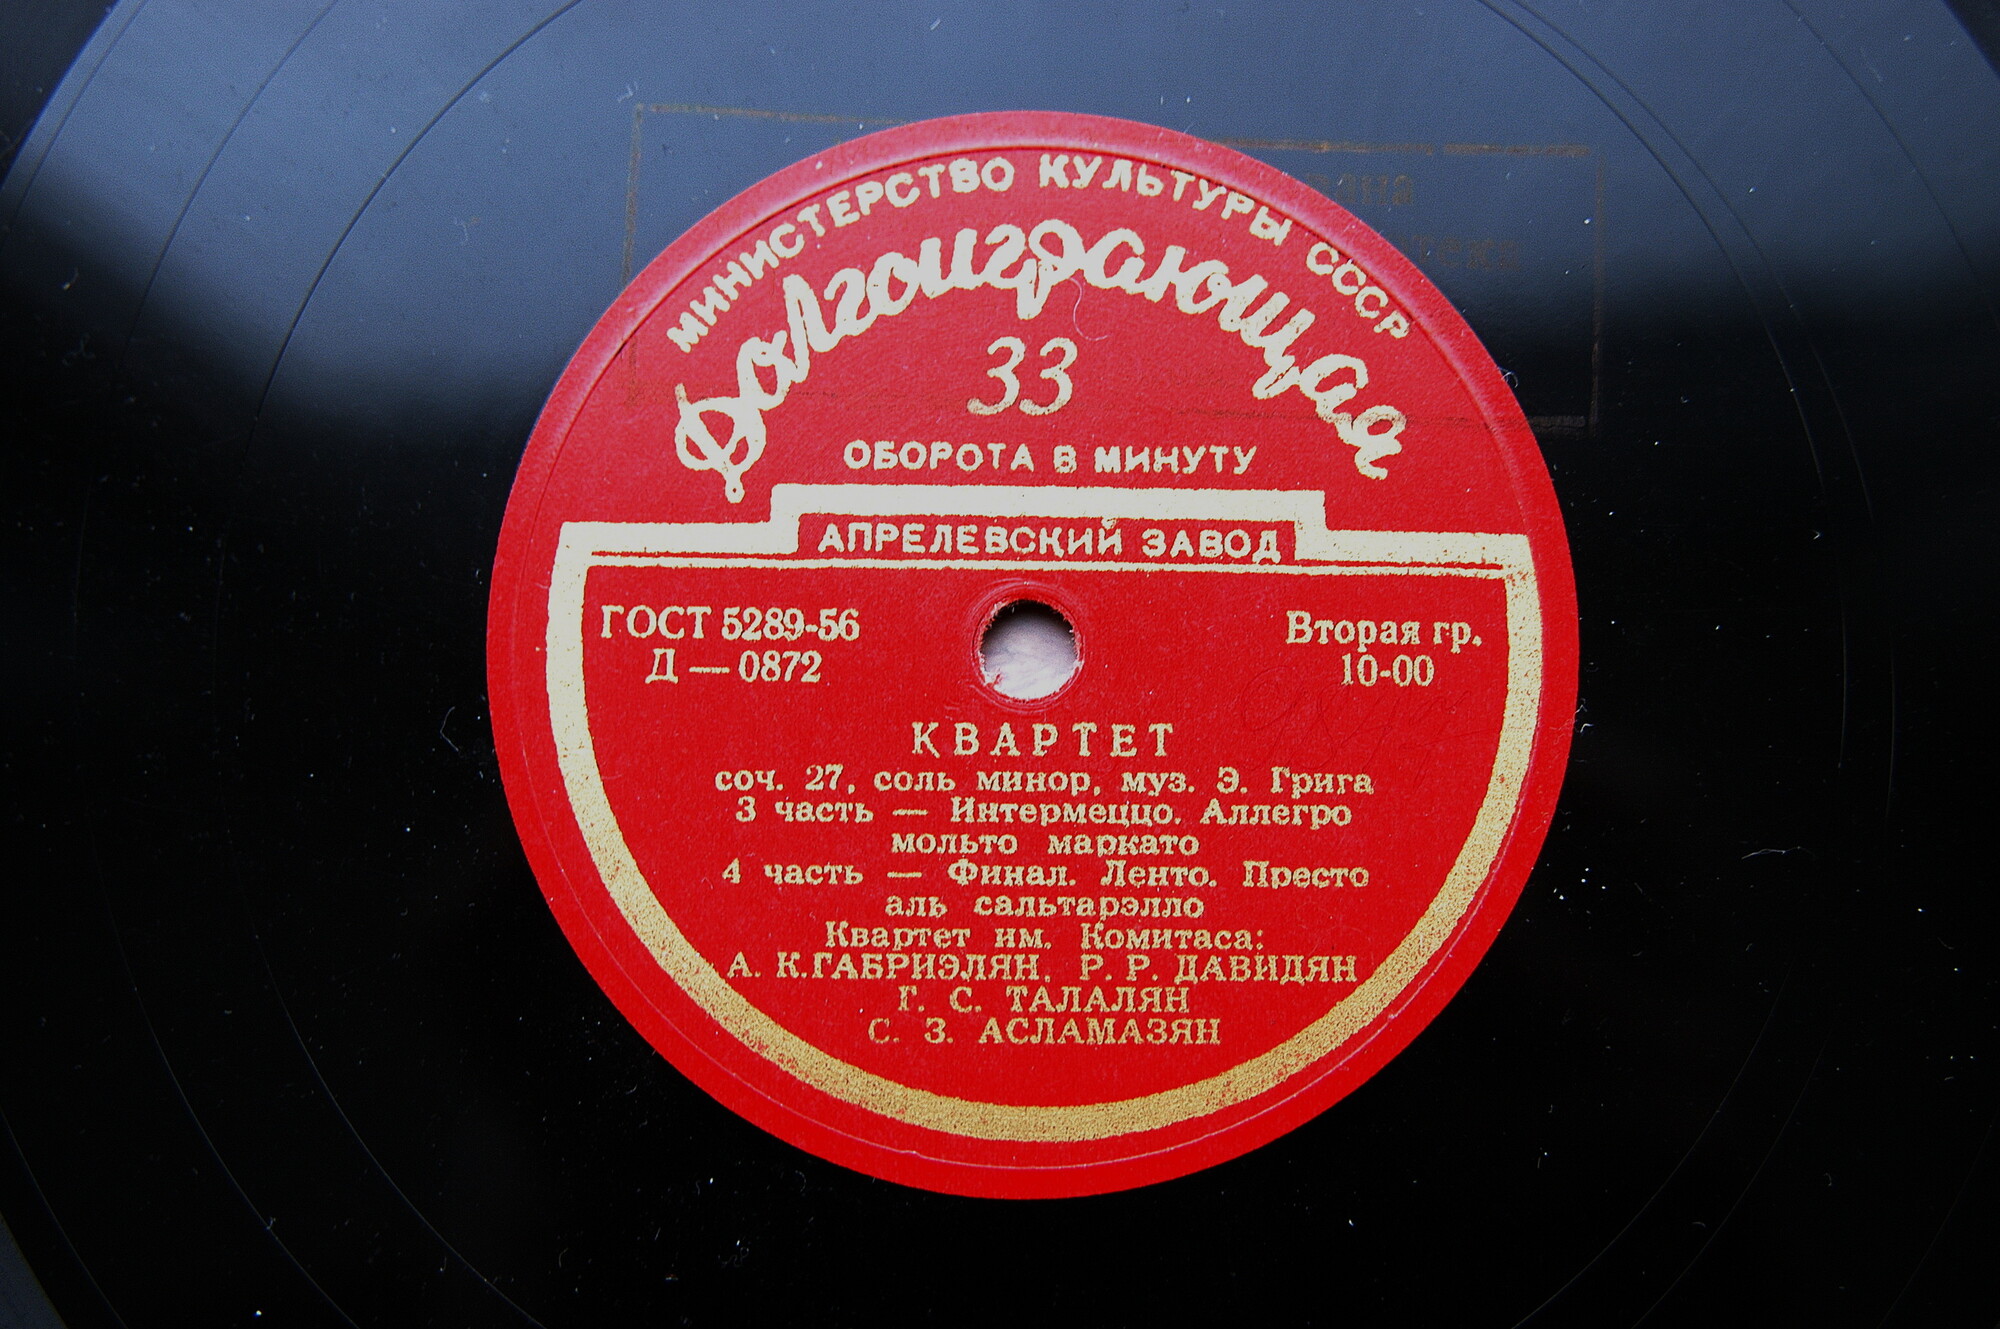 МИНИСТЕРСТВО КУЛЬТУРЫ СССР
Долгоиграющая
33
ОБОРОТА В МИНУТУ
АПРЕЛЕВСКИЙ ЗАВОД
ГОСТ 5289-56
Д — 0872
Вторая гр.
10-00
КВАРТЕТ
соч. 27, соль минор, муз. Э. Грига
3 часть — Интермеццо. Аллегро
мольто маркато
4 часть — Финал. Ленто. Престо
аль сальтарэлло
Квартет им. Комитаса:
А. К.ГАБРИЭЛЯН, Р. Р. ДАВИДЯН
Г. С. ТАЛАЛЯН
С. З. АСЛАМАЗЯН